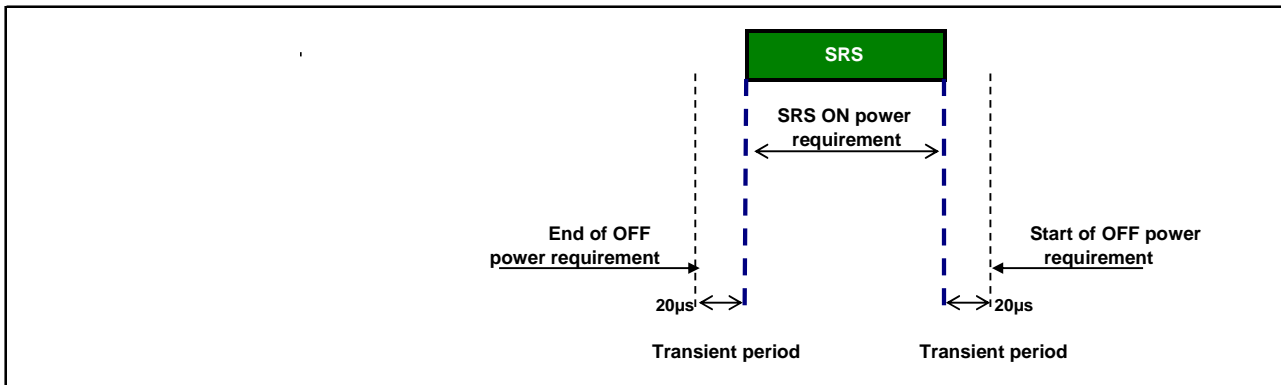 SRS
SRS ON power
requirement
End of OFF
power requirement
Start of OFF power
requirement
20µs
20µs
Transient period
Transient period